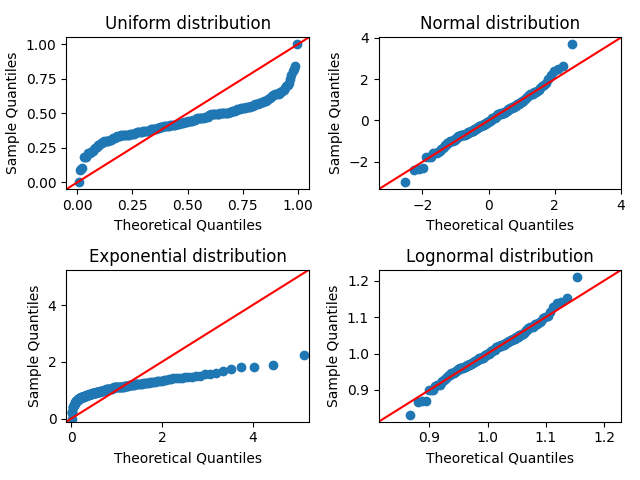 Uniform distribution
1.00
0.75
0.50
0.25
0.00
Sample Quantiles
0.00 0.25 0.50 0.75 1.00
Theoretical Quantiles
Normal distribution
4
2
0
−2
Sample Quantiles
−2 0 2 4
Theoretical Quantiles
Exponential distribution
4
2
0
Sample Quantiles
0 2 4
Theoretical Quantiles
Lognormal distribution
1.2
1.1
1.0
0.9
Sample Quantiles
0.9 1.0 1.1 1.2
Theoretical Quantiles